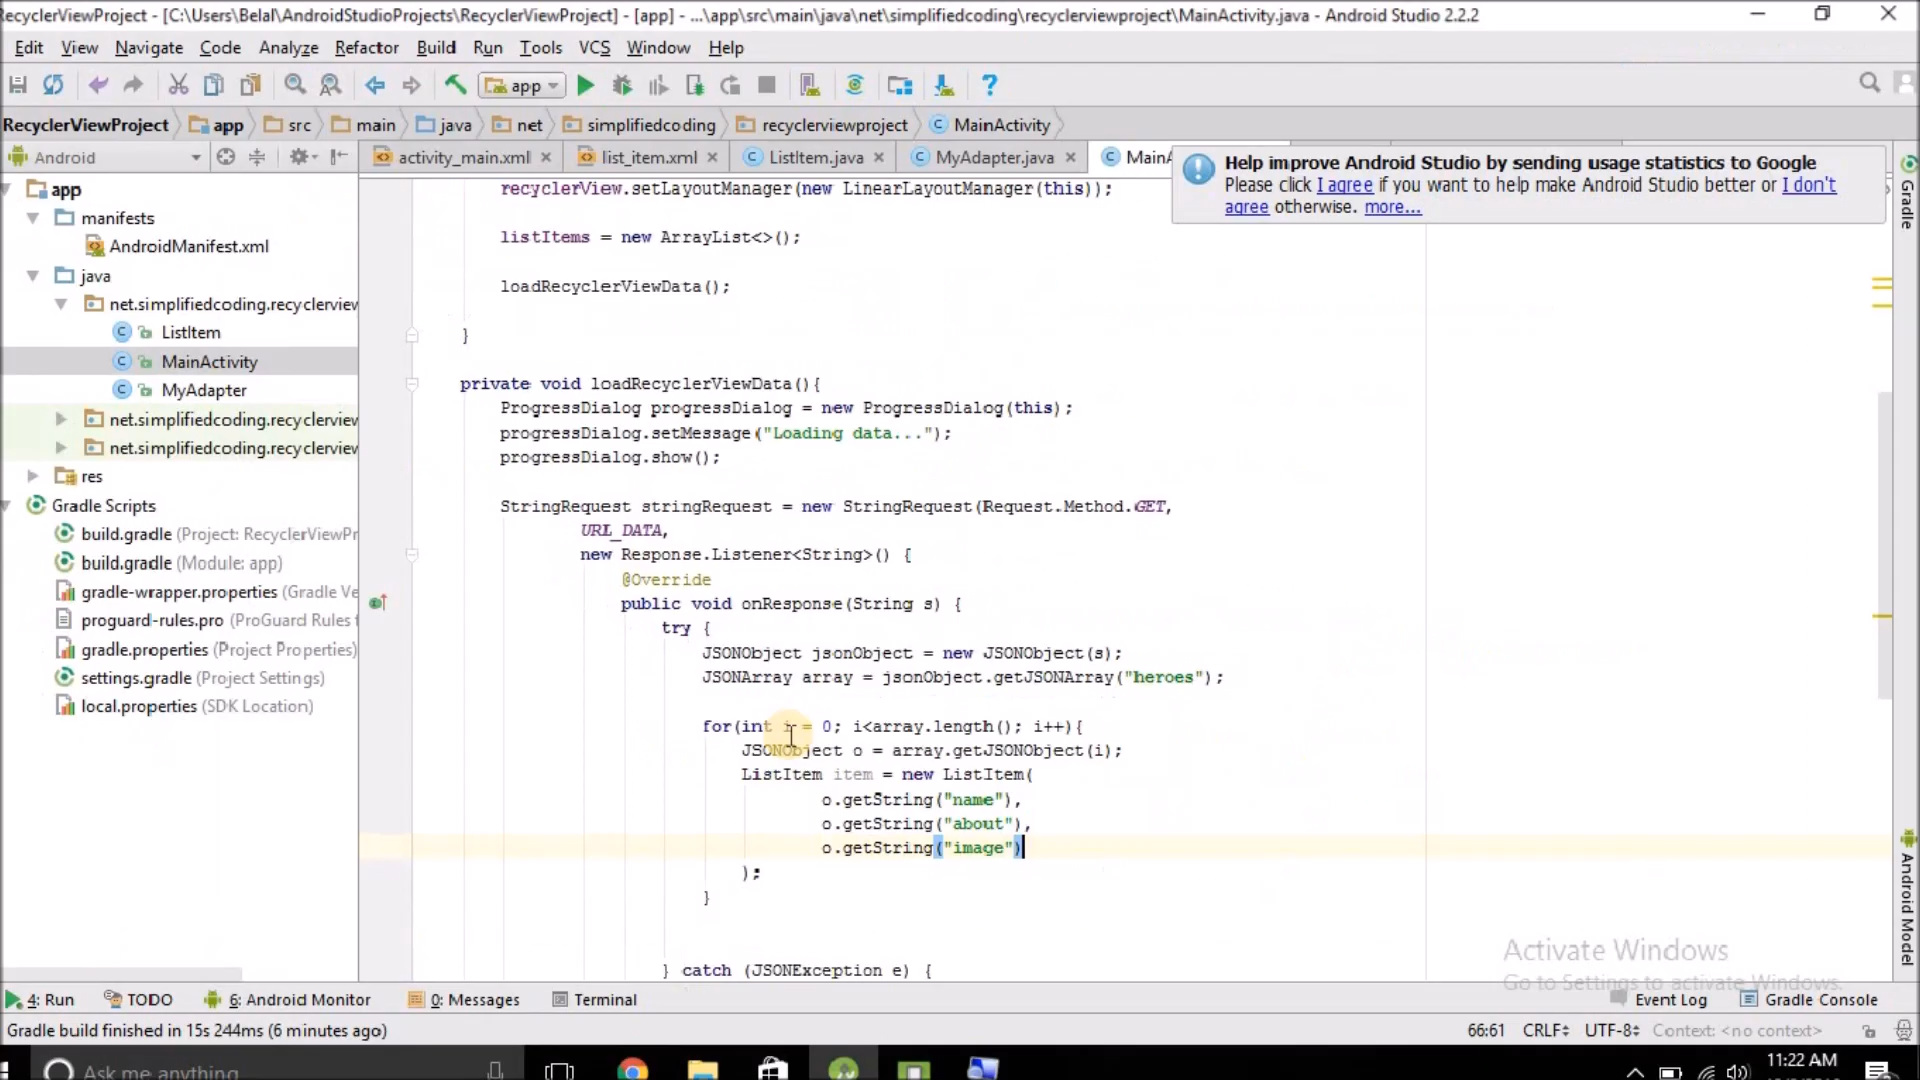 RecyclerViewProject - [C:\Users\Belal\AndroidStudioProjects\RecyclerViewProject] - [app] - ...\app\src\main\java\net\simplifiedcoding\recyclerviewproject\MainActivity.java - Android Studio 2.2.2
Edit View Navigate Code Analyze Refactor Build Run Tools VCS Window Help
app
RecyclerViewProject app src main java net simplifiedcoding recyclerviewproject MainActivity
Android activity_main.xml list_item.xml ListItem.java MyAdapter.java MainA
Help improve Android Studio by sending usage statistics to Google
Please click I agree if you want to help make Android Studio better or I don't
agree otherwise. more...
app
manifests
AndroidManifest.xml
java
net.simplifiedcoding.recyclerview
ListItem
MainActivity
MyAdapter
net.simplifiedcoding.recyclerview
net.simplifiedcoding.recyclerview
res
Gradle Scripts
build.gradle (Project: RecyclerViewPr
build.gradle (Module: app)
gradle-wrapper.properties (Gradle Ve
proguard-rules.pro (ProGuard Rules f
gradle.properties (Project Properties)
settings.gradle (Project Settings)
local.properties (SDK Location)
recyclerView.setLayoutManager(new LinearLayoutManager(this));
listItems = new ArrayList<>();
loadRecyclerViewData();
}
private void loadRecyclerViewData(){
ProgressDialog progressDialog = new ProgressDialog(this);
progressDialog.setMessage("Loading data...");
progressDialog.show();
StringRequest stringRequest = new StringRequest(Request.Method.GET,
URL_DATA,
new Response.Listener<String>() {
@Override
public void onResponse(String s) {
try {
JSONObject jsonObject = new JSONObject(s);
JSONArray array = jsonObject.getJSONArray("heroes");
for(int i = 0; i<array.length(); i++){
JSONObject o = array.getJSONObject(i);
ListItem item = new ListItem(
o.getString("name"),
o.getString("about"),
o.getString("image")
);
}
} catch (JSONException e) {
Gradle
Android Model
Activate Windows
Go to Settings to activate Windows.
4: Run TODO 6: Android Monitor 0: Messages Terminal Event Log Gradle Console
Gradle build finished in 15s 244ms (6 minutes ago) 66:61 CRLF UTF-8 Context: <no context>
Ask me anything 11:22 AM